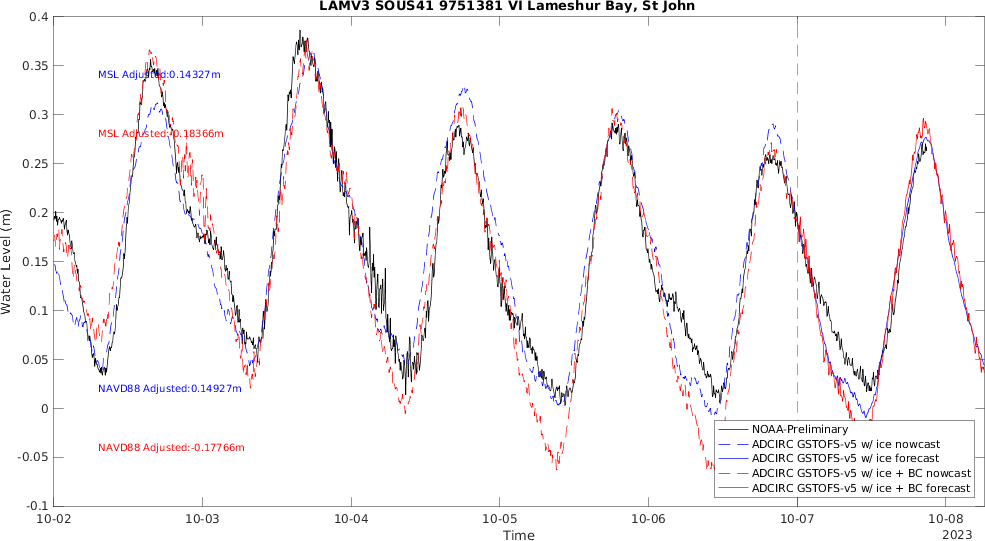 LAMV3 SOUS41 9751381 VI Lameshur Bay, St John
0.4
0.35
0.3
0.25
0.2
0.15
0.1
0.05
0
-0.05
-0.1
Water Level (m)
MSL Adjusted:0.14327m
MSL Adjusted:-0.18366m
NAVD88 Adjusted:0.14927m
NAVD88 Adjusted:-0.17766m
NOAA-Preliminary
ADCIRC GSTOFS-v5 w/ ice nowcast
ADCIRC GSTOFS-v5 w/ ice forecast
ADCIRC GSTOFS-v5 w/ ice + BC nowcast
ADCIRC GSTOFS-v5 w/ ice + BC forecast
10-02
10-03
10-04
10-05
10-06
10-07
10-08
Time
2023